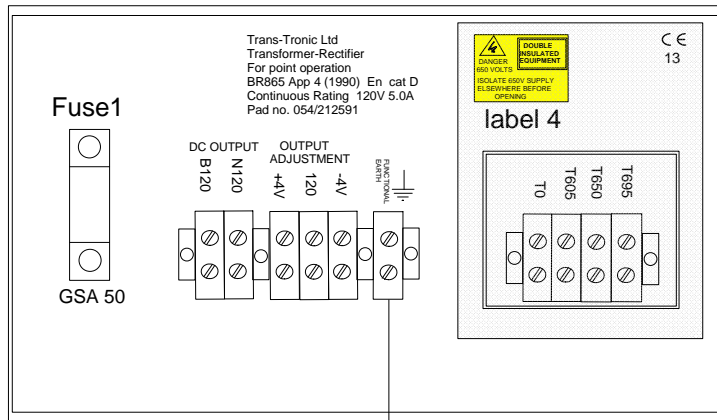 Trans-Tronic Ltd
Transformer-Rectifier
For point operation
BR865 App 4 (1990) En cat D
Continuous Rating 120V 5.0A
Pad no. 054/212591
Fuse1
GSA 50
DC OUTPUT
B120
N120
OUTPUT
ADJUSTMENT
+4V
120
-4V
FUNCTIONAL
EARTH
DANGER
650 VOLTS
DOUBLE
INSULATED
EQUIPMENT
ISOLATE 650V SUPPLY
ELSEWHERE BEFORE
OPENING
label 4
CE
13
T0
T605
T650
T695